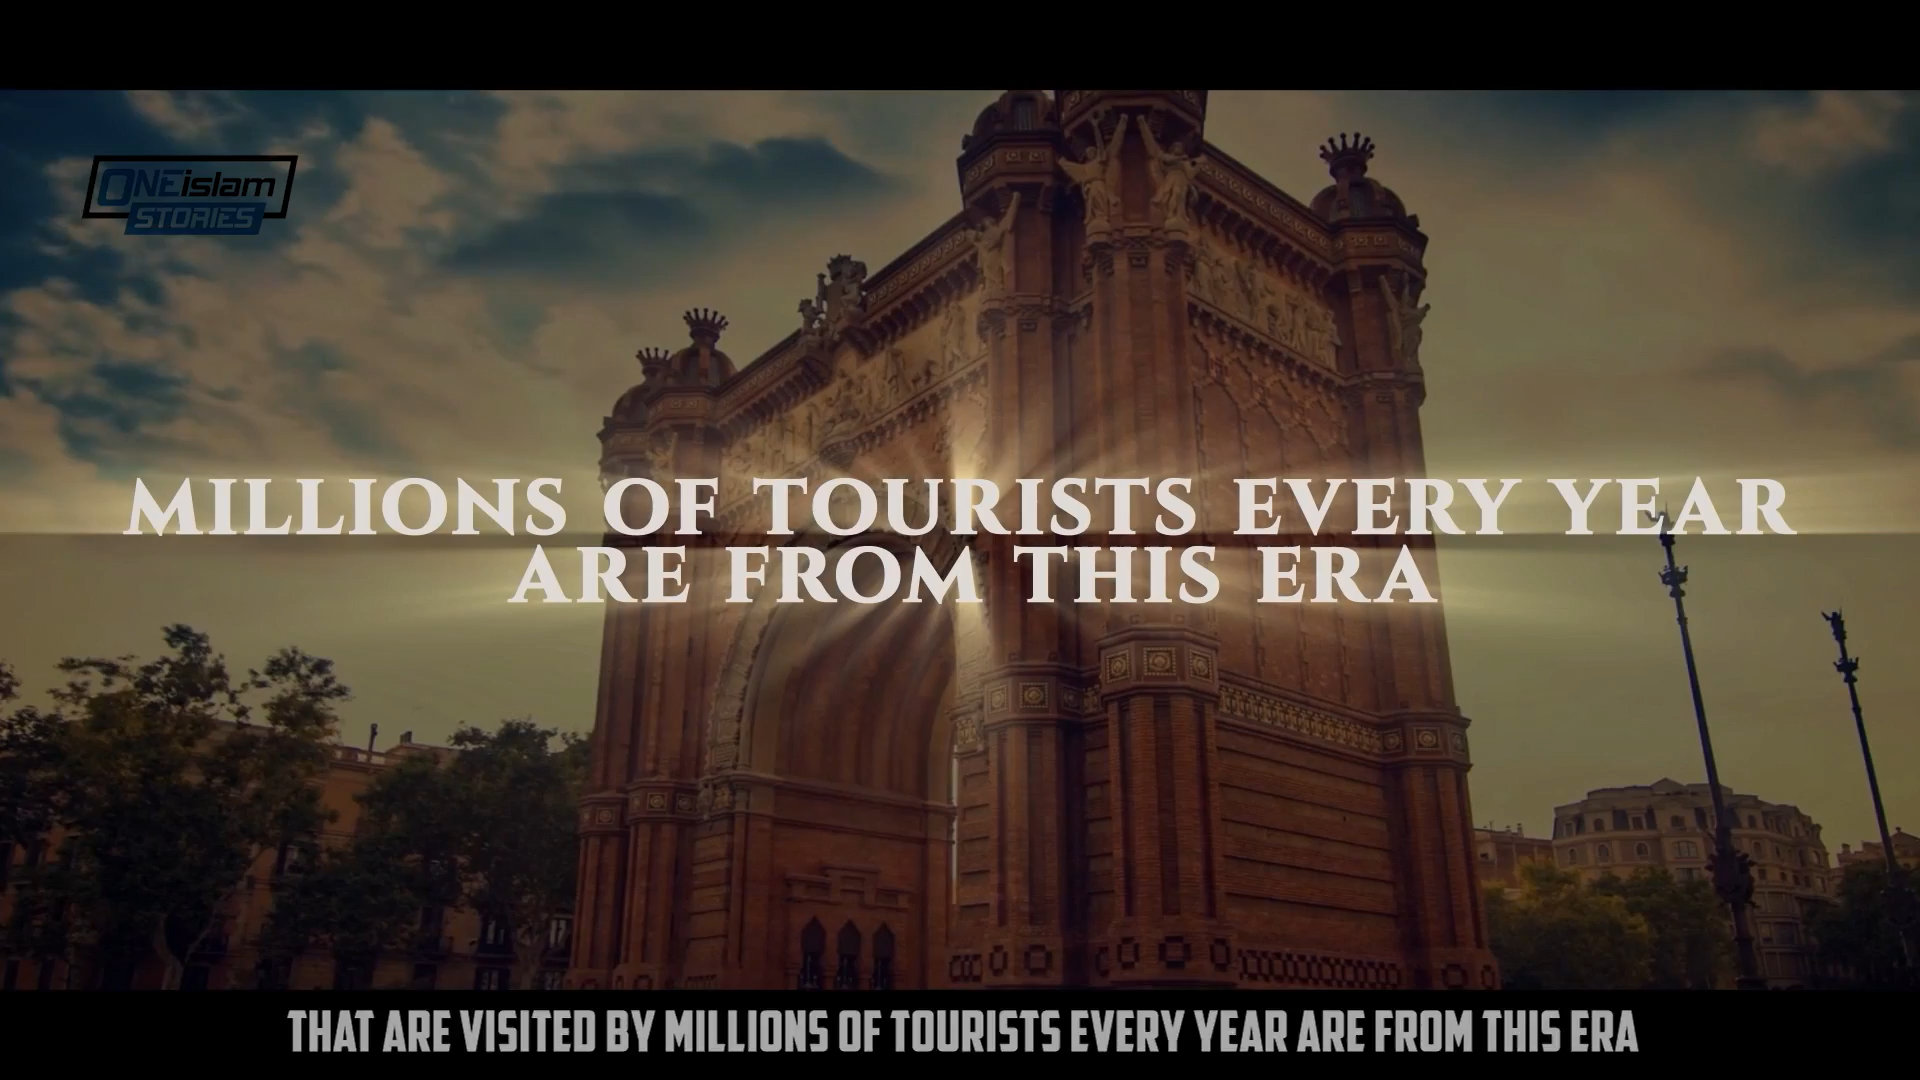 ONEislam
STORIES
MILLIONS OF TOURISTS EVERY YEAR
ARE FROM THIS ERA
THAT ARE VISITED BY MILLIONS OF TOURISTS EVERY YEAR ARE FROM THIS ERA